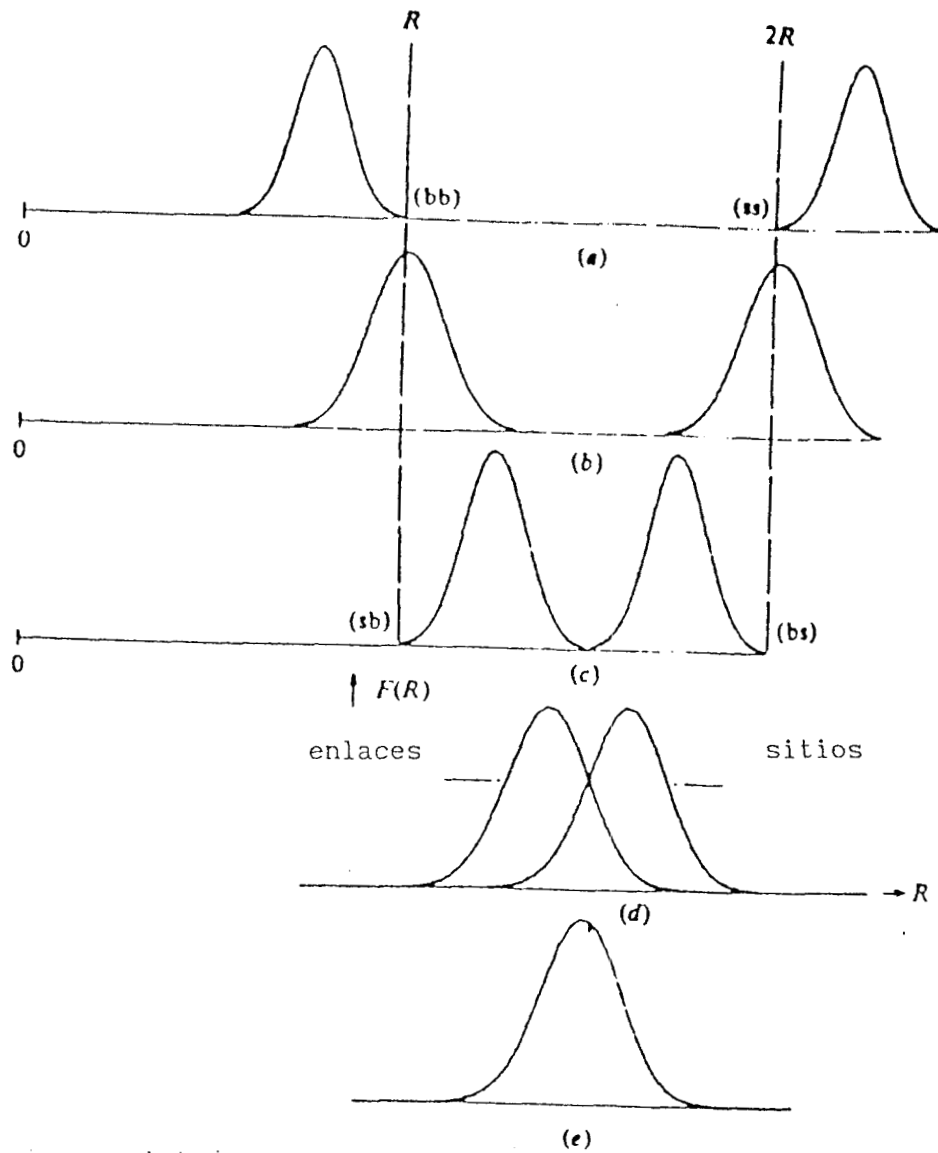 R 2R
(bb) (ss)
0
(a)
0
(b)
(sb) (bs)
0
(c)
F(R)
enlaces sitios
R
(d)
(e)